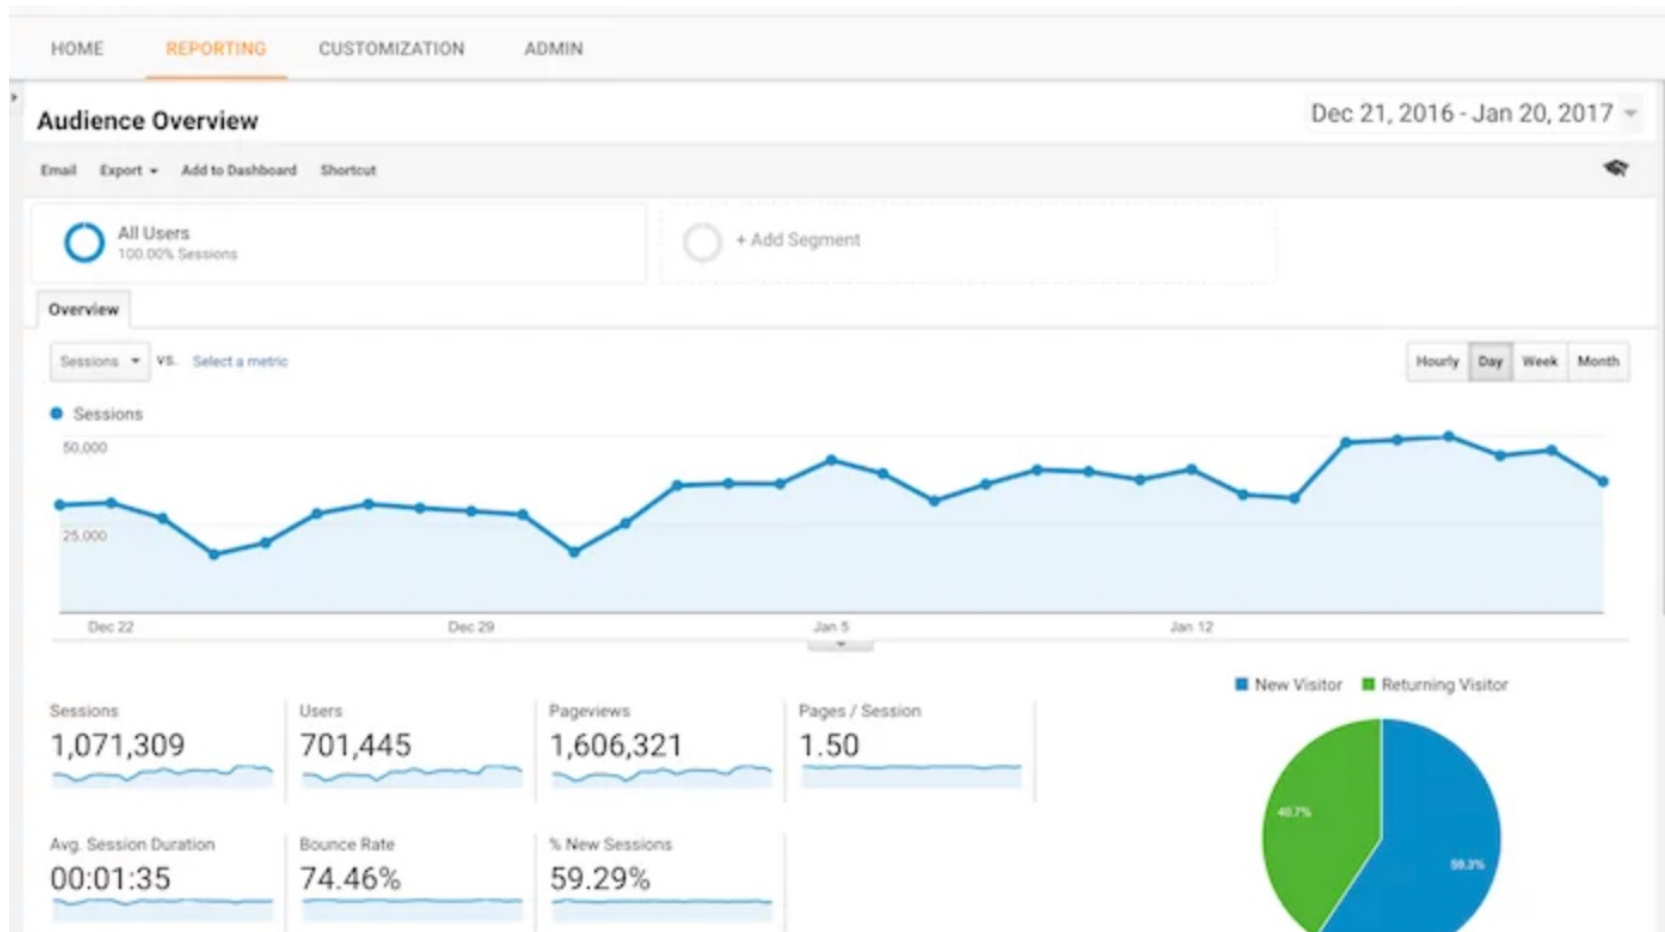 HOME REPORTING CUSTOMIZATION ADMIN
Audience Overview
Dec 21, 2016 - Jan 20, 2017
Email Export Add to Dashboard Shortcut
All Users
100.00% Sessions
+ Add Segment
Overview
Sessions VS. Select a metric
Hourly Day Week Month
Sessions
50,000
25,000
Dec 22 Dec 29 Jan 5 Jan 12
New Visitor Returning Visitor
Sessions Users Pageviews Pages / Session
1,071,309 701,445 1,606,321 1.50
40.7%
59.3%
Avg. Session Duration Bounce Rate % New Sessions
00:01:35 74.46% 59.29%